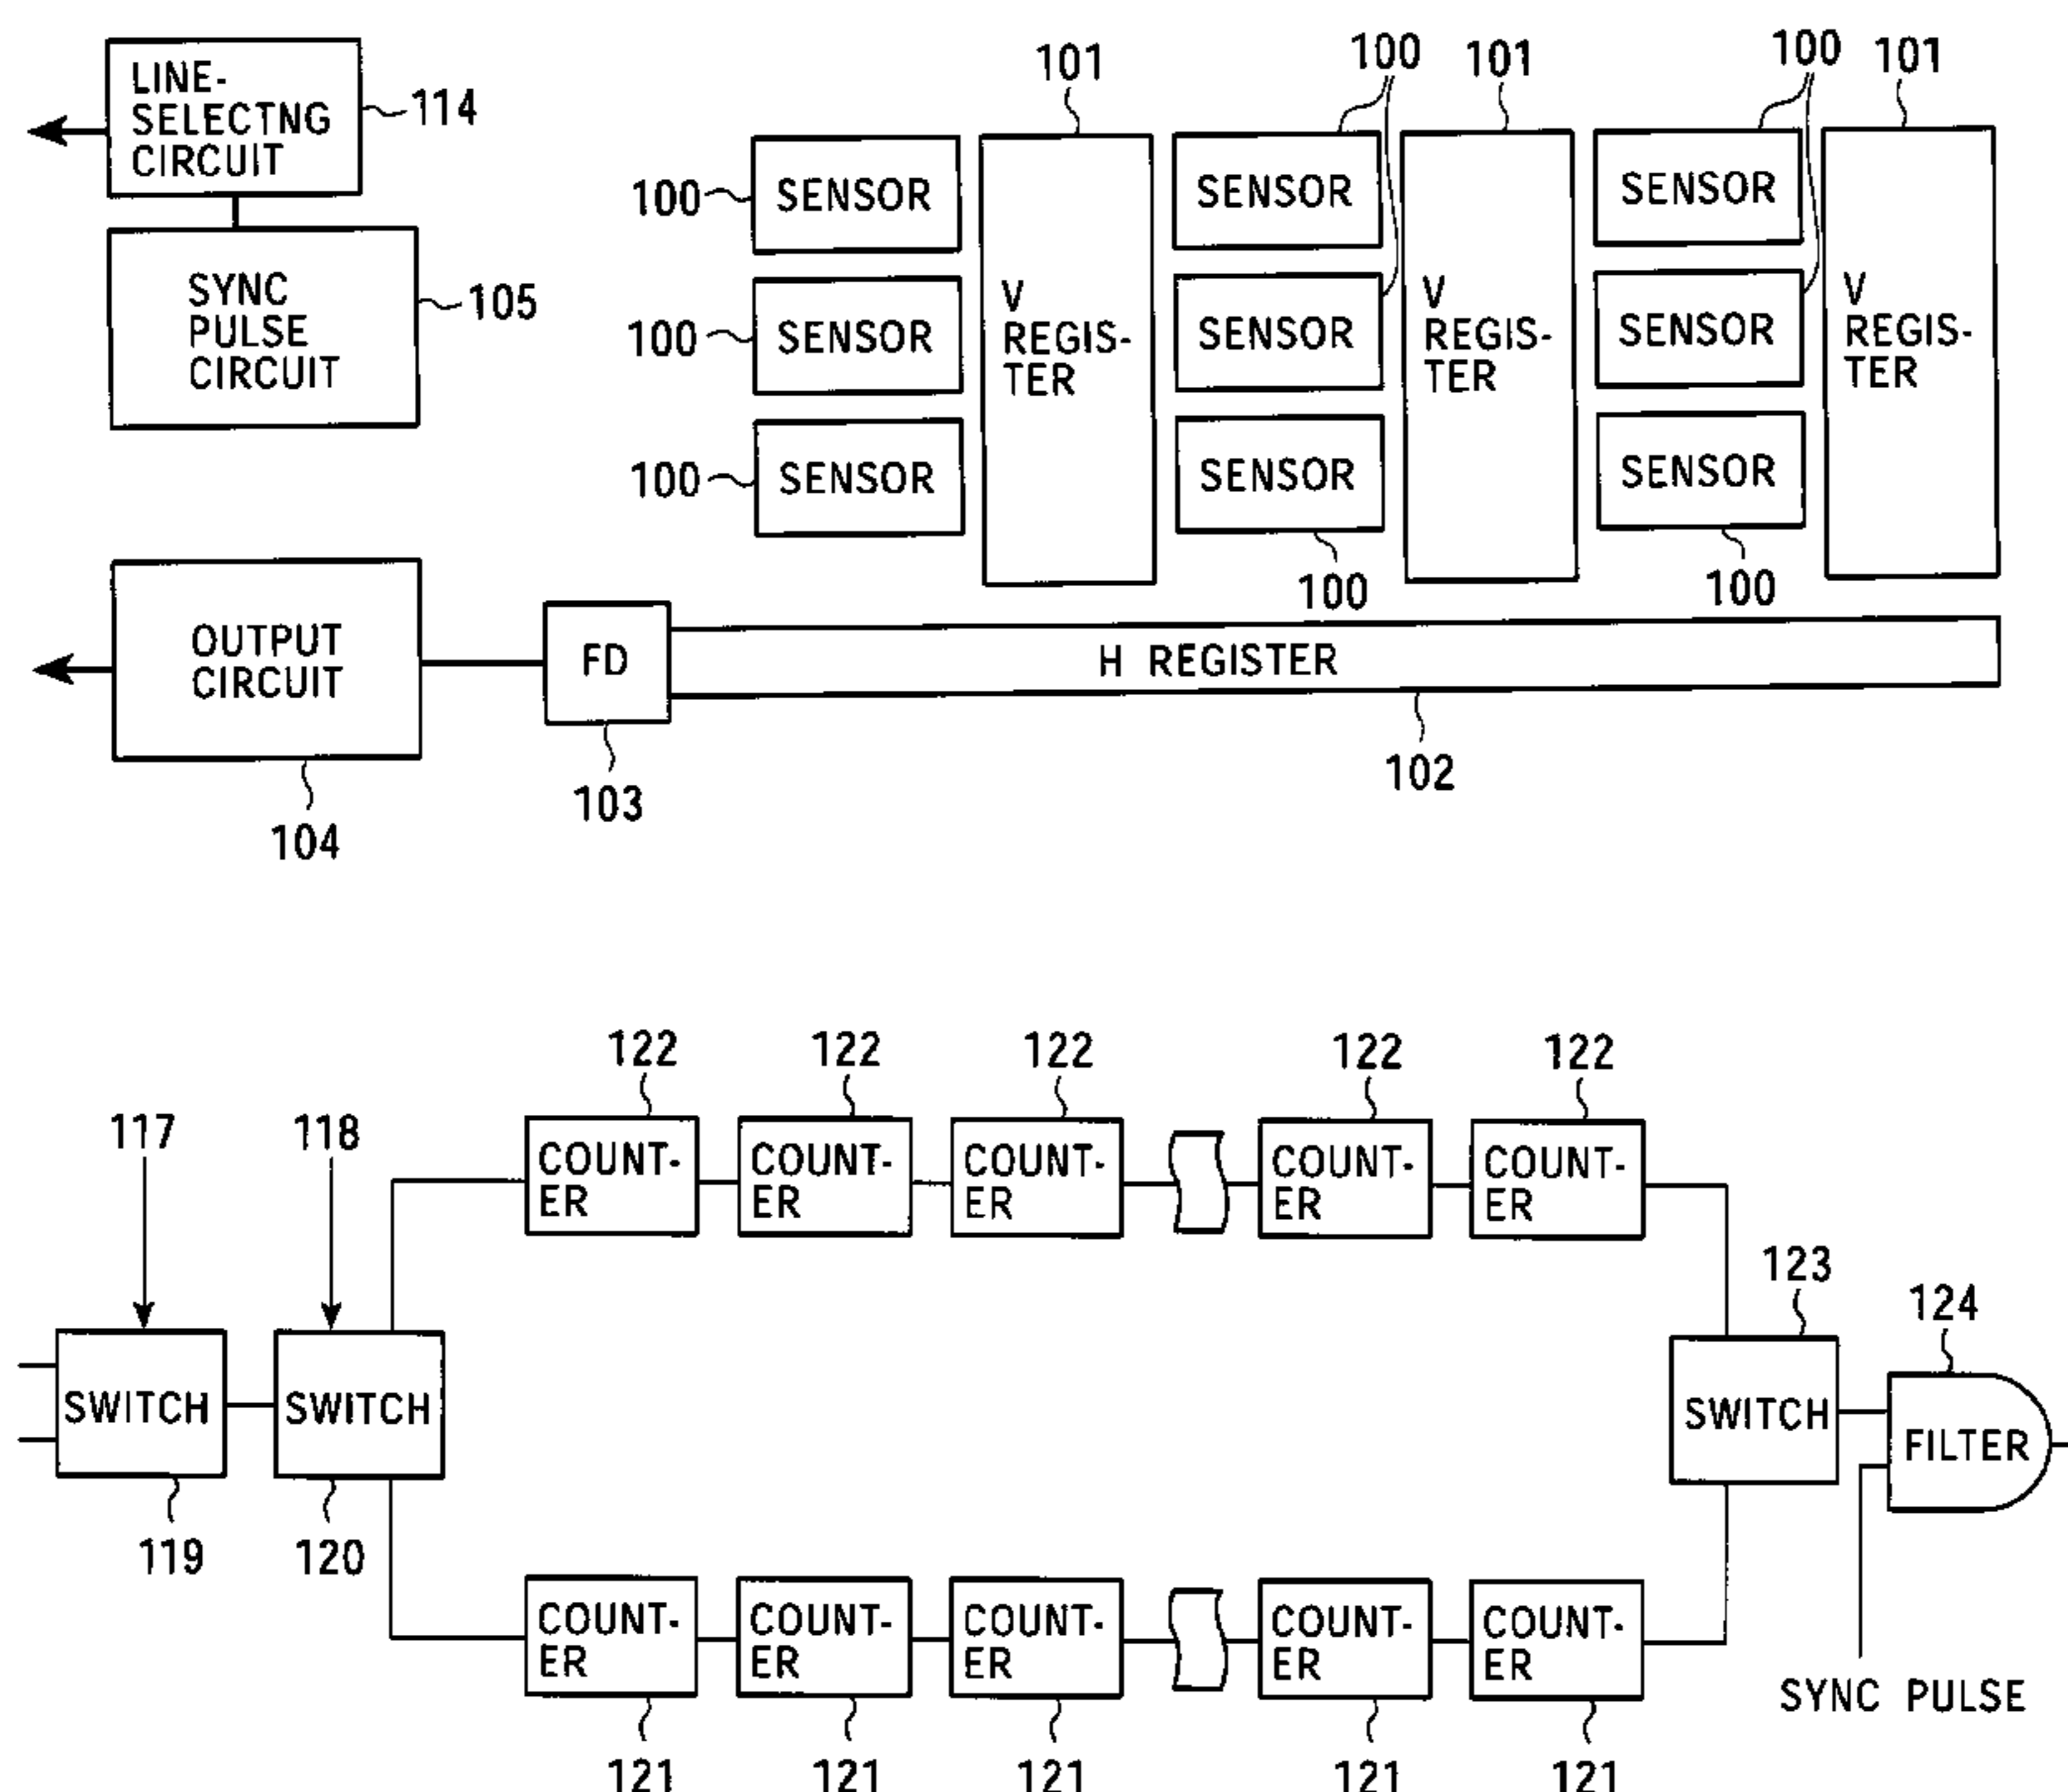 LINE-
SELECTNG
CIRCUIT
114
SYNC
PULSE
CIRCUIT
105
101
100
101
100
101
100
SENSOR
SENSOR
SENSOR
100
SENSOR
SENSOR
SENSOR
100
SENSOR
SENSOR
SENSOR
V
REGIS-
TER
V
REGIS-
TER
V
REGIS-
TER
100
100
OUTPUT
CIRCUIT
FD
H REGISTER
104
103
102
122
122
122
122
122
117
118
COUNT-
ER
COUNT-
ER
COUNT-
ER
COUNT-
ER
COUNT-
ER
123
124
SWITCH
SWITCH
SWITCH
FILTER
119
120
COUNT-
ER
COUNT-
ER
COUNT-
ER
COUNT-
ER
COUNT-
ER
SYNC PULSE
121
121
121
121
121